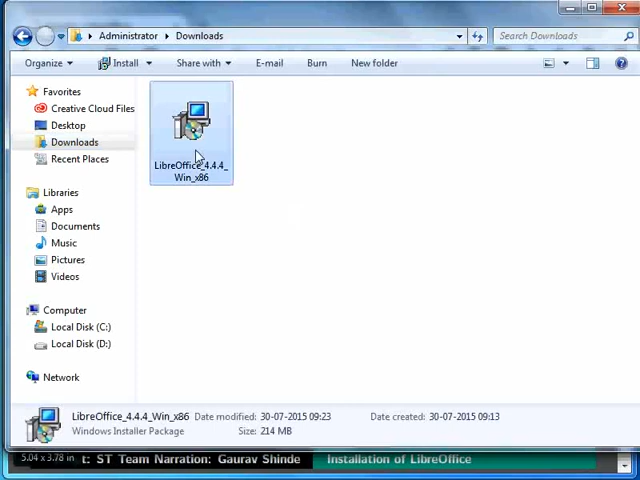 Administrator Downloads Search Downloads
Organize Install Share with E-mail Burn New folder
Favorites
Creative Cloud Files
Desktop
Downloads
Recent Places
Libraries
Apps
Documents
Music
Pictures
Videos
Computer
Local Disk (C:)
Local Disk (D:)
Network
LibreOffice_4.4.4_
Win_x86
LibreOffice_4.4.4_Win_x86 Date modified: 30-07-2015 09:23 Date created: 30-07-2015 09:13
Windows Installer Package Size: 214 MB
5.04 x 3.78 in t: ST Team Narration: Gaurav Shinde Installation of LibreOffice